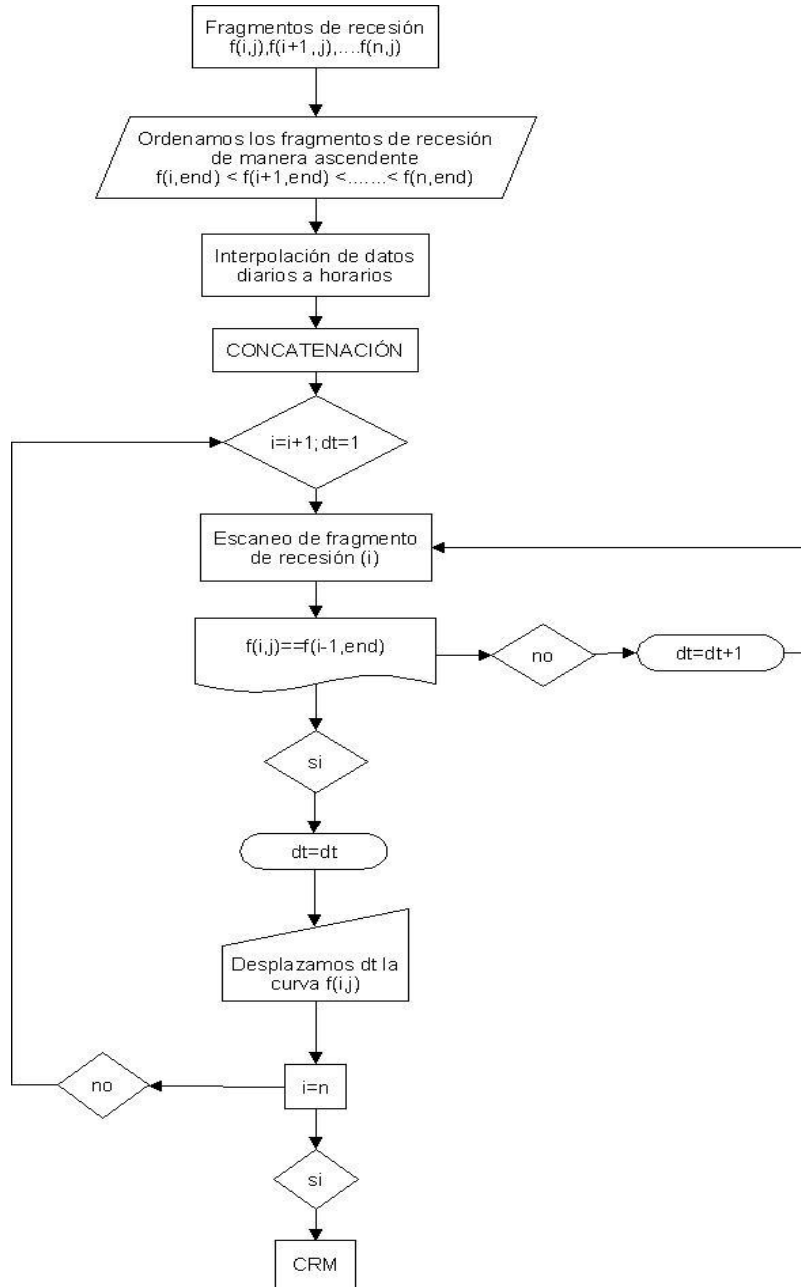 Fragmentos de recesión
f(i,j),f(i+1,,j),....f(n,j)
Ordenamos los fragmentos de recesión
de manera ascendente
f(i,end) < f(i+1,end) <.......< f(n,end)
Interpolación de datos
diarios a horarios
CONCATENACIÓN
i=i+1;dt=1
Escaneo de fragmento
de recesión (i)
f(i,j)==f(i-1,end)
no
dt=dt+1
si
dt=dt
Desplazamos dt la
curva f(i,j)
no
i=n
si
CRM